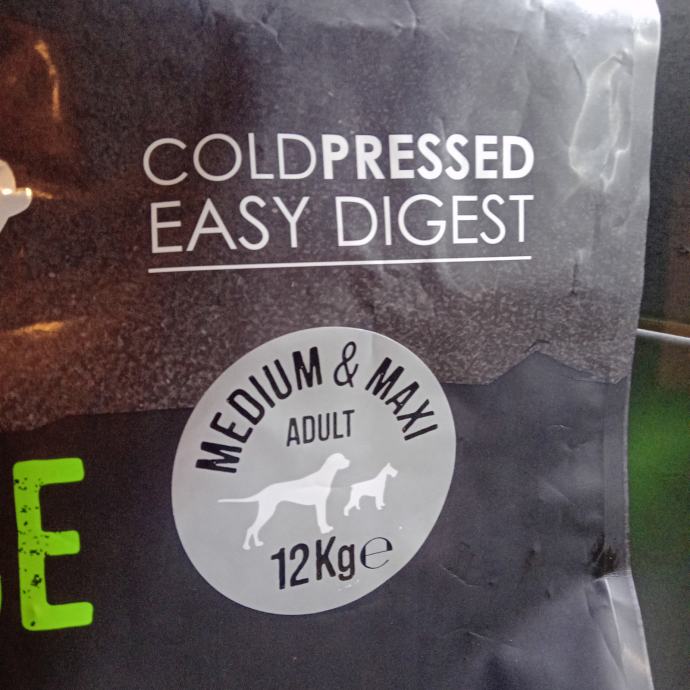 COLDPRESSED
EASY DIGEST
MEDIUM & MAXI
ADULT
12Kg℮